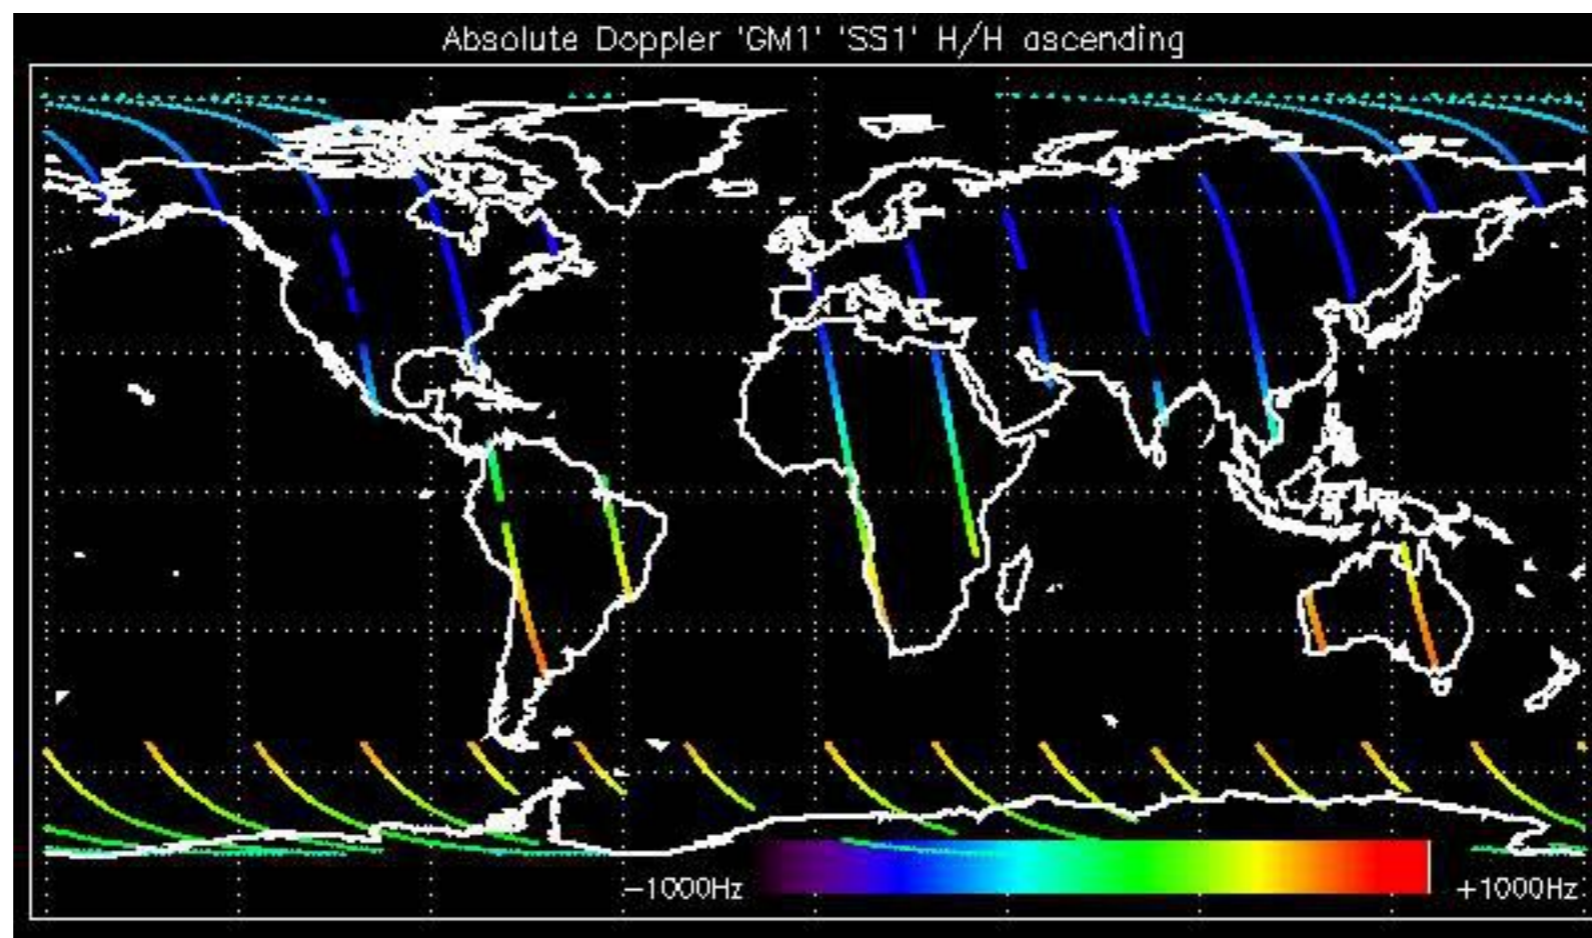 Absolute Doppler 'GM1' 'SS1' H/H ascending
−1000Hz
+1000Hz